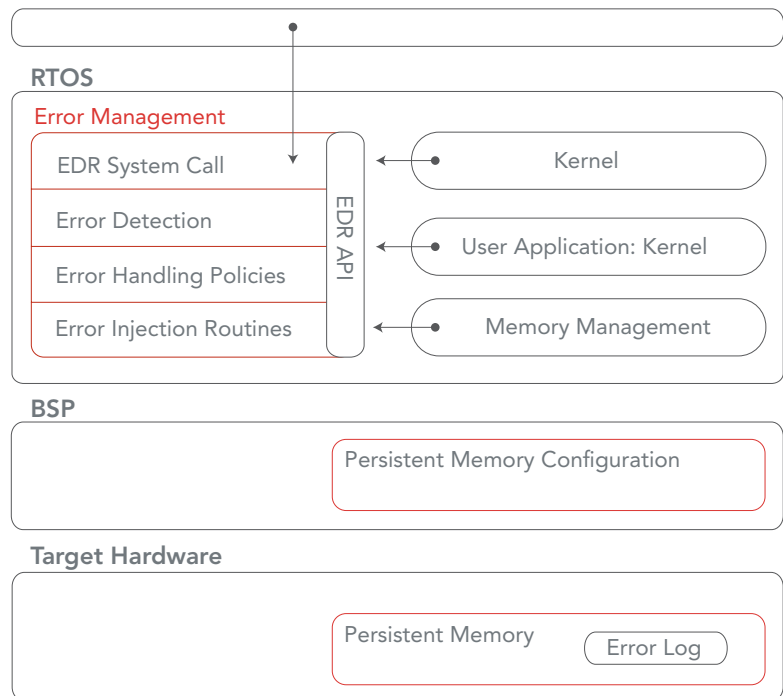 RTOS
Error Management
EDR System Call
Error Detection
Error Handling Policies
Error Injection Routines
EDR API
Kernel
User Application: Kernel
Memory Management
BSP
Persistent Memory Configuration
Target Hardware
Persistent Memory
Error Log